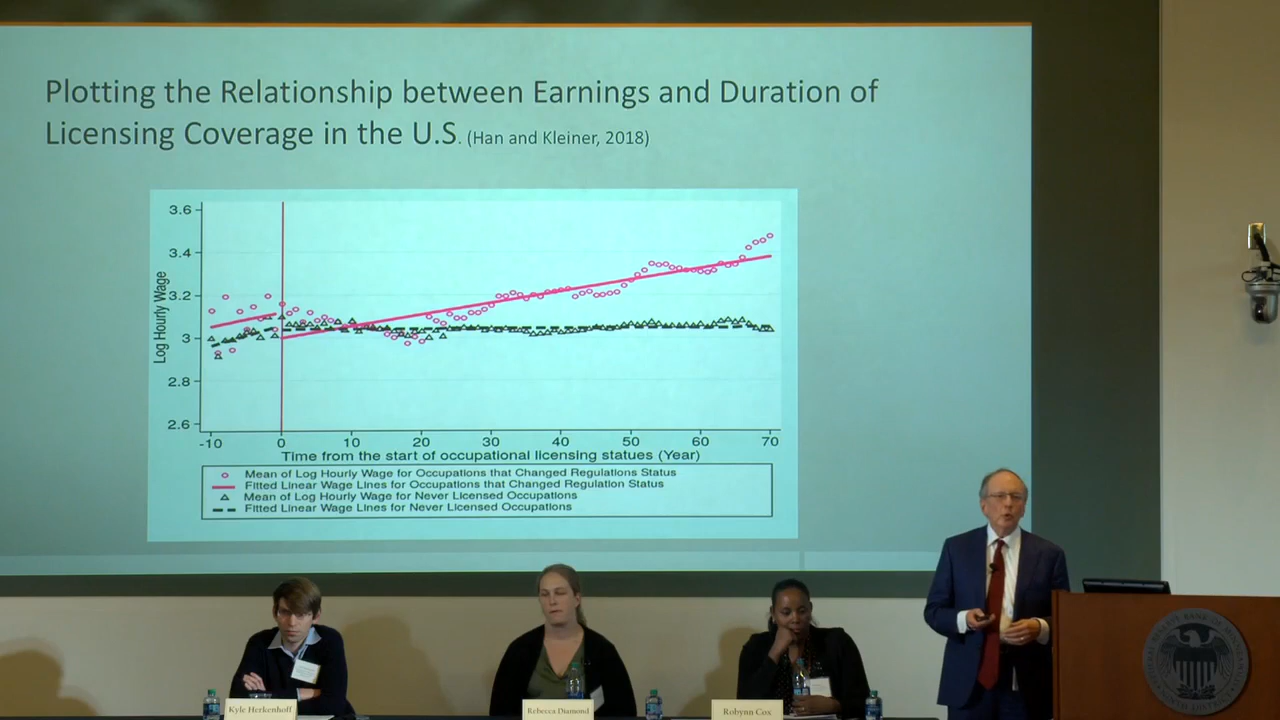 Plotting the Relationship between Earnings and Duration of
Licensing Coverage in the U.S. (Han and Kleiner, 2018)
3.6
3.4
3.2
3
2.8
2.6
Log Hourly Wage
-10 0 10 20 30 40 50 60 70
Time from the start of occupational licensing statues (Year)
Mean of Log Hourly Wage for Occupations that Changed Regulations Status
Fitted Linear Wage Lines for Occupations that Changed Regulation Status
Mean of Log Hourly Wage for Never Licensed Occupations
Fitted Linear Wage Lines for Never Licensed Occupations
Kyle Herkenhoff
Rebecca Diamond
Robynn Cox